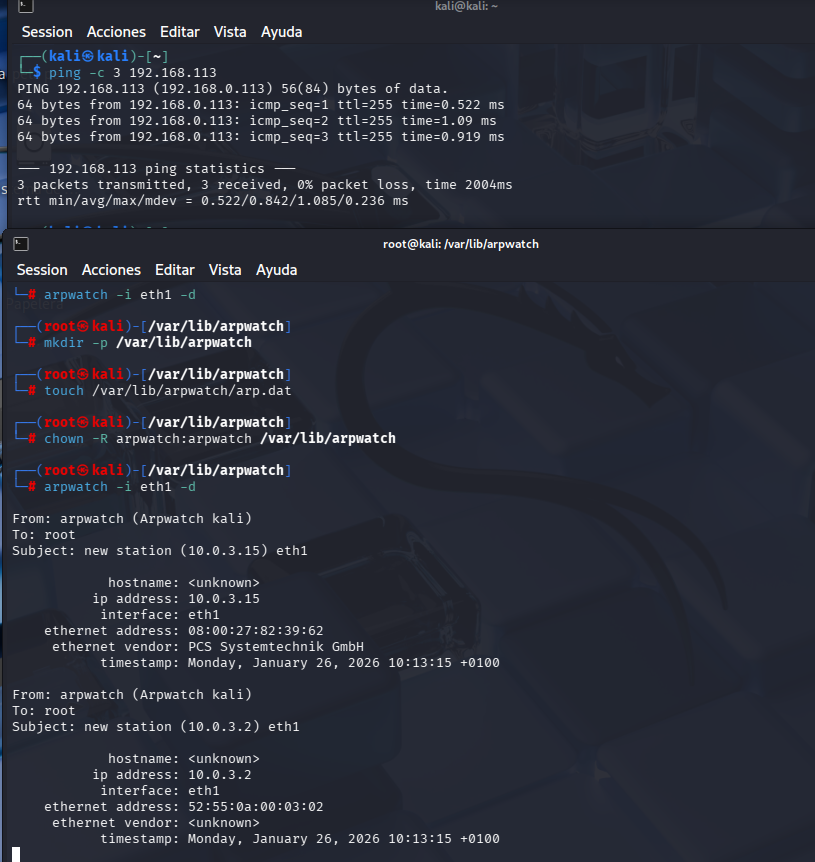 kali@kali: ~
Session Acciones Editar Vista Ayuda
┌──(kali㉿kali)-[~]
└─$ ping -c 3 192.168.113
PING 192.168.113 (192.168.0.113) 56(84) bytes of data.
64 bytes from 192.168.0.113: icmp_seq=1 ttl=255 time=0.522 ms
64 bytes from 192.168.0.113: icmp_seq=2 ttl=255 time=1.09 ms
64 bytes from 192.168.0.113: icmp_seq=3 ttl=255 time=0.919 ms
--- 192.168.113 ping statistics ---
3 packets transmitted, 3 received, 0% packet loss, time 2004ms
rtt min/avg/max/mdev = 0.522/0.842/1.085/0.236 ms
root@kali: /var/lib/arpwatch
Session Acciones Editar Vista Ayuda
└─# arpwatch -i eth1 -d
Papelera
┌──(root㉿kali)-[/var/lib/arpwatch]
└─# mkdir -p /var/lib/arpwatch
┌──(root㉿kali)-[/var/lib/arpwatch]
└─# touch /var/lib/arpwatch/arp.dat
┌──(root㉿kali)-[/var/lib/arpwatch]
└─# chown -R arpwatch:arpwatch /var/lib/arpwatch
┌──(root㉿kali)-[/var/lib/arpwatch]
└─# arpwatch -i eth1 -d
From: arpwatch (Arpwatch kali)
To: root
Subject: new station (10.0.3.15) eth1
hostname: <unknown>
ip address: 10.0.3.15
interface: eth1
ethernet address: 08:00:27:82:39:62
ethernet vendor: PCS Systemtechnik GmbH
timestamp: Monday, January 26, 2026 10:13:15 +0100
From: arpwatch (Arpwatch kali)
To: root
Subject: new station (10.0.3.2) eth1
hostname: <unknown>
ip address: 10.0.3.2
interface: eth1
ethernet address: 52:55:0a:00:03:02
ethernet vendor: <unknown>
timestamp: Monday, January 26, 2026 10:13:15 +0100